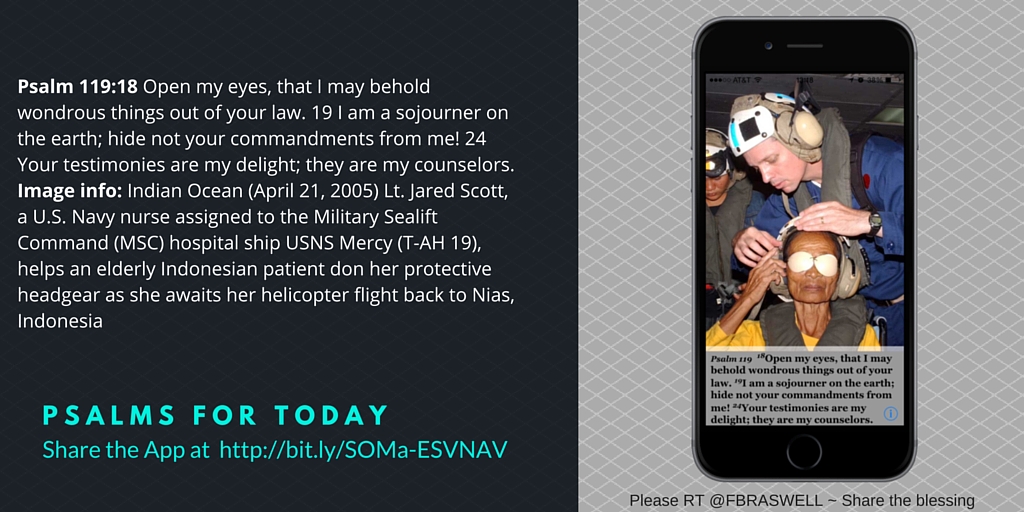 Psalm 119:18 Open my eyes, that I may behold
wondrous things out of your law. 19 I am a sojourner on
the earth; hide not your commandments from me! 24
Your testimonies are my delight; they are my counselors.
Image info: Indian Ocean (April 21, 2005) Lt. Jared Scott,
a U.S. Navy nurse assigned to the Military Sealift
Command (MSC) hospital ship USNS Mercy (T-AH 19),
helps an elderly Indonesian patient don her protective
headgear as she awaits her helicopter flight back to Nias,
Indonesia
PSALMS FOR TODAY
Share the App at http://bit.ly/SOMa-ESVNAV
AT&T
Psalm 119 ¹⁸Open my eyes, that I may
behold wondrous things out of your
law. ¹⁹I am a sojourner on the earth;
hide not your commandments from
me! ²⁴Your testimonies are my
delight; they are my counselors.
Please RT @FBRASWELL ~ Share the blessing